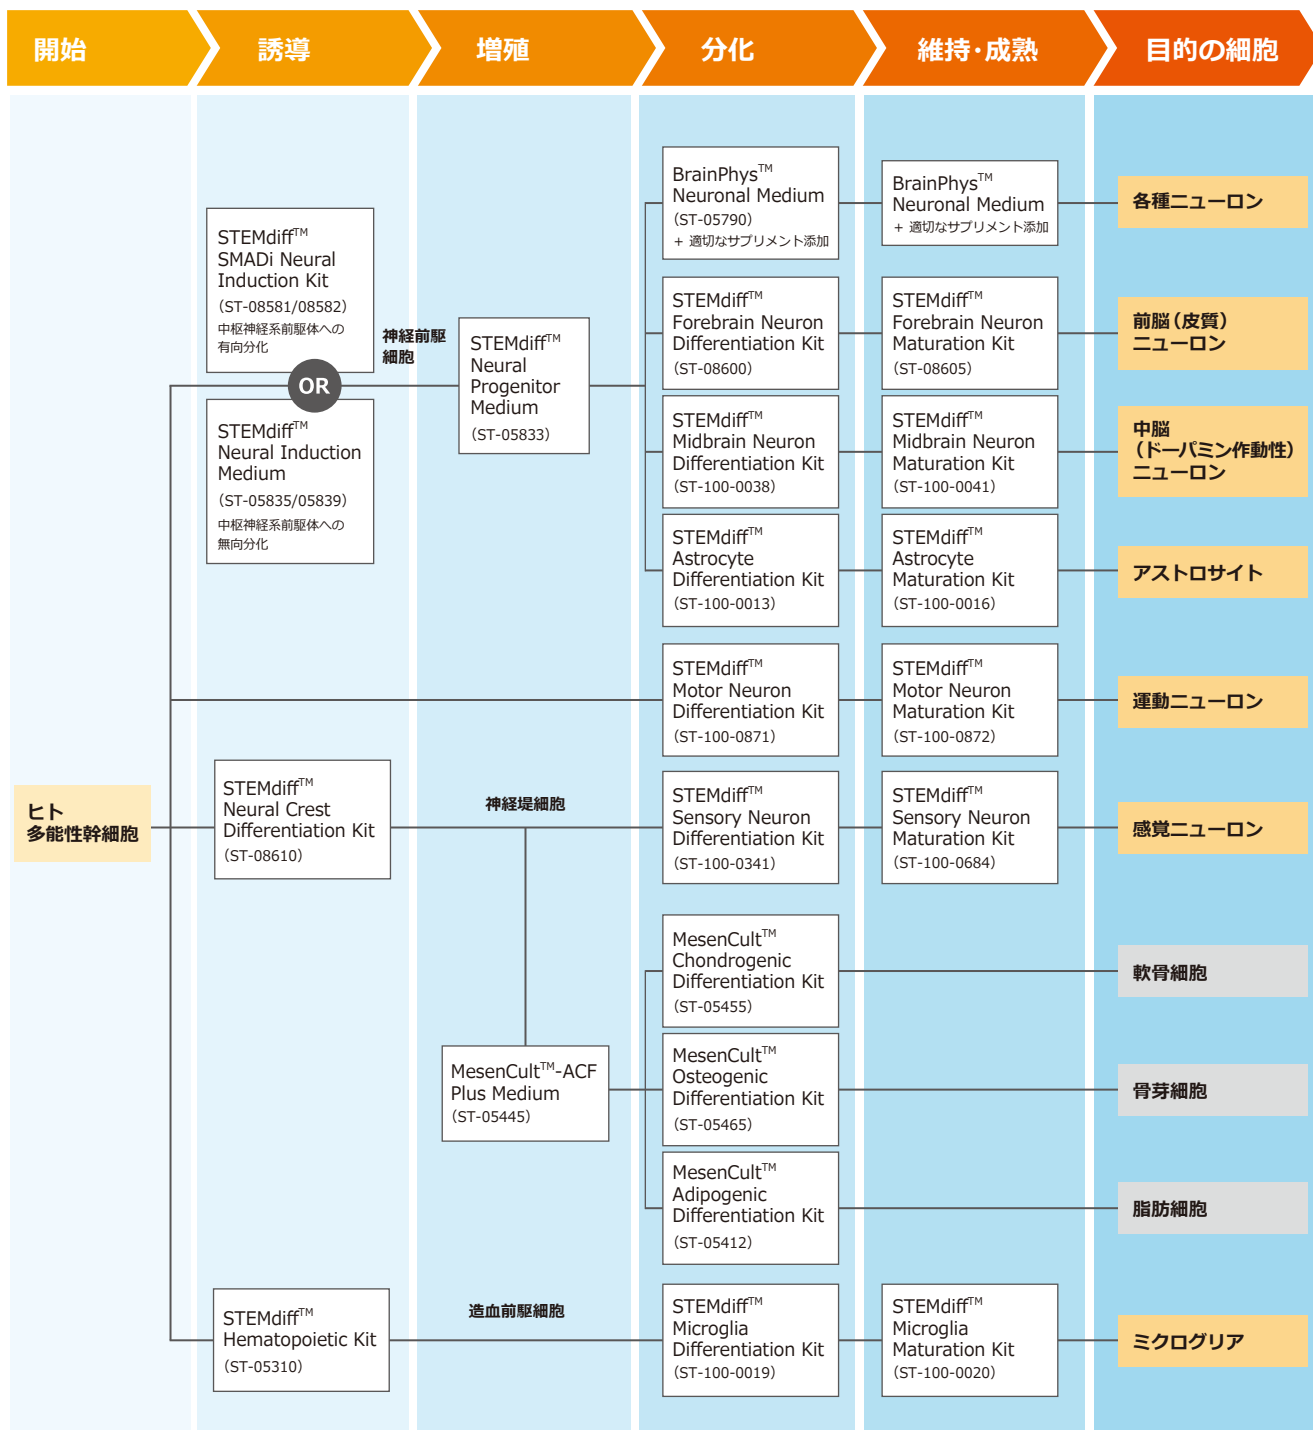 開始
誘導
増殖
分化
維持・成熟
目的の細胞
ヒト
多能性幹細胞
STEMdiff™
SMADi Neural
Induction Kit
（ST-08581/08582）
中枢神経系前駆体への
有向分化
OR
STEMdiff™
Neural Induction
Medium
（ST-05835/05839）
中枢神経系前駆体への
無向分化
神経前駆
細胞
STEMdiff™
Neural
Progenitor
Medium
（ST-05833）
BrainPhys™
Neuronal Medium
（ST-05790）
+ 適切なサプリメント添加
BrainPhys™
Neuronal Medium
+ 適切なサプリメント添加
各種ニューロン
STEMdiff™
Forebrain Neuron
Differentiation Kit
（ST-08600）
STEMdiff™
Forebrain Neuron
Maturation Kit
（ST-08605）
前脳（皮質）
ニューロン
STEMdiff™
Midbrain Neuron
Differentiation Kit
（ST-100-0038）
STEMdiff™
Midbrain Neuron
Maturation Kit
（ST-100-0041）
中脳
（ドーパミン作動性）
ニューロン
STEMdiff™
Astrocyte
Differentiation Kit
（ST-100-0013）
STEMdiff™
Astrocyte
Maturation Kit
（ST-100-0016）
アストロサイト
STEMdiff™
Motor Neuron
Differentiation Kit
（ST-100-0871）
STEMdiff™
Motor Neuron
Maturation Kit
（ST-100-0872）
運動ニューロン
STEMdiff™
Neural Crest
Differentiation Kit
（ST-08610）
神経堤細胞
STEMdiff™
Sensory Neuron
Differentiation Kit
（ST-100-0341）
STEMdiff™
Sensory Neuron
Maturation Kit
（ST-100-0684）
感覚ニューロン
MesenCult™-ACF
Plus Medium
（ST-05445）
MesenCult™
Chondrogenic
Differentiation Kit
（ST-05455）
軟骨細胞
MesenCult™
Osteogenic
Differentiation Kit
（ST-05465）
骨芽細胞
MesenCult™
Adipogenic
Differentiation Kit
（ST-05412）
脂肪細胞
STEMdiff™
Hematopoietic Kit
（ST-05310）
造血前駆細胞
STEMdiff™
Microglia
Differentiation Kit
（ST-100-0019）
STEMdiff™
Microglia
Maturation Kit
（ST-100-0020）
ミクログリア